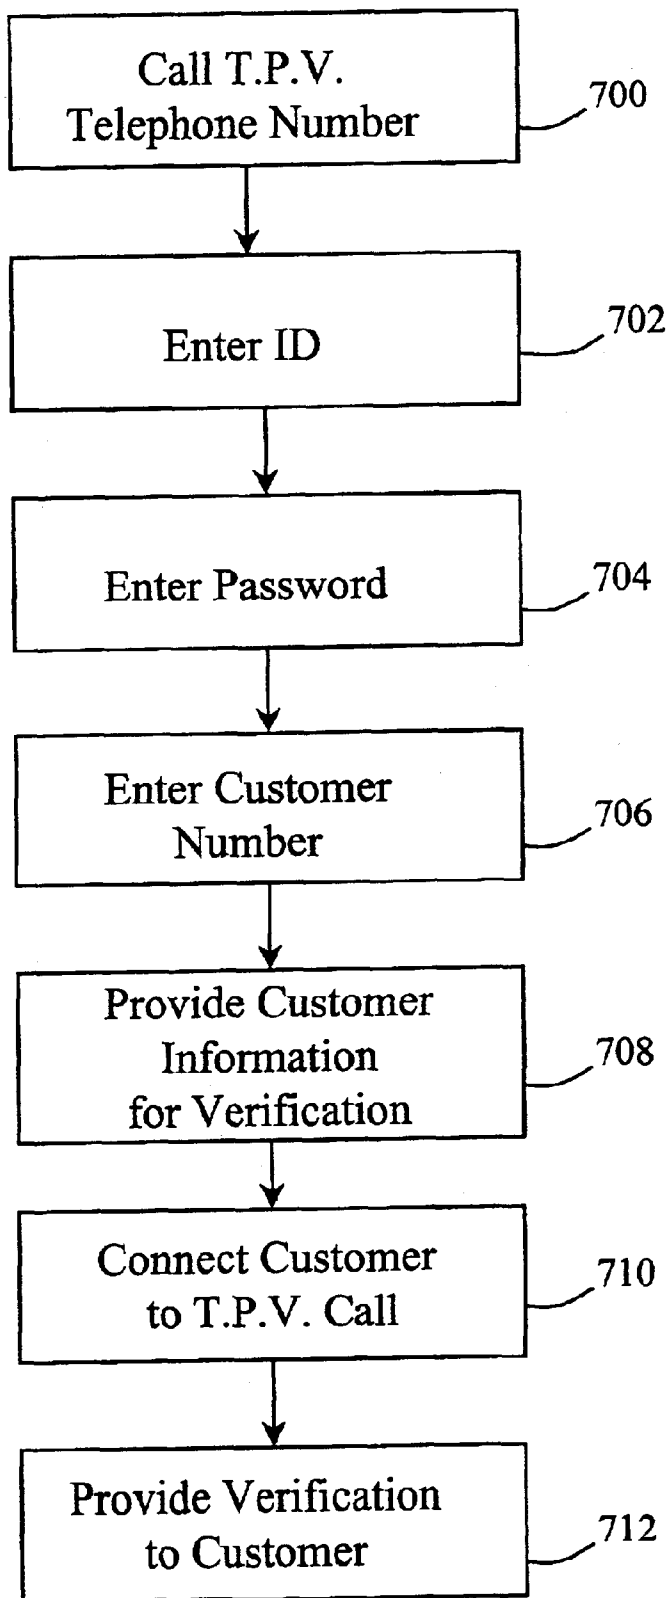 Call T.P.V.
Telephone Number
700
Enter ID
702
Enter Password
704
Enter Customer
Number
706
Provide Customer
Information
for Verification
708
Connect Customer
to T.P.V. Call
710
Provide Verification
to Customer
712